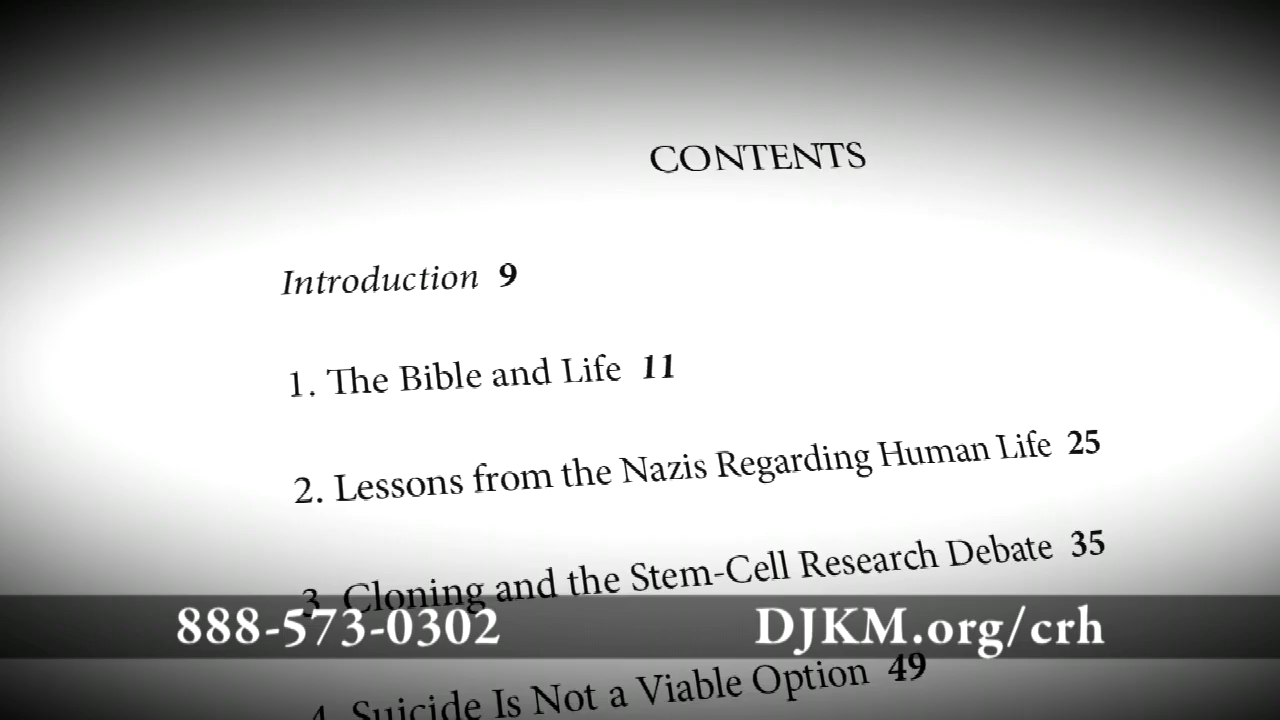 CONTENTS
Introduction 9
1. The Bible and Life 11
2. Lessons from the Nazis Regarding Human Life 25
3. Cloning and the Stem-Cell Research Debate 35
888-573-0302 DJKM.org/crh
4. Suicide Is Not a Viable Option 49